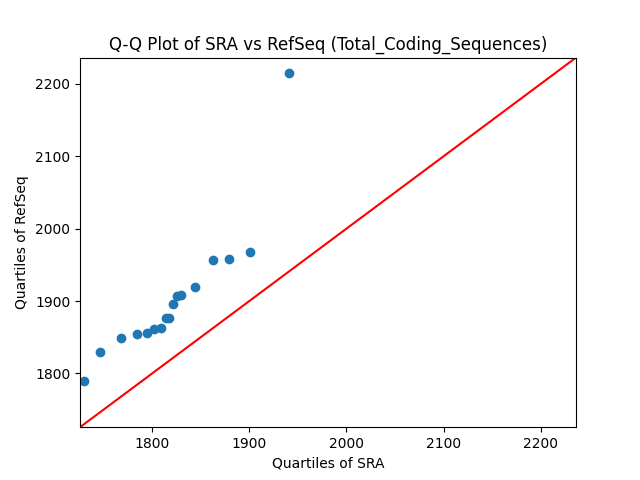 Q-Q Plot of SRA vs RefSeq (Total_Coding_Sequences)
Quartiles of RefSeq
2200
2100
2000
1900
1800
1800 1900 2000 2100 2200
Quartiles of SRA